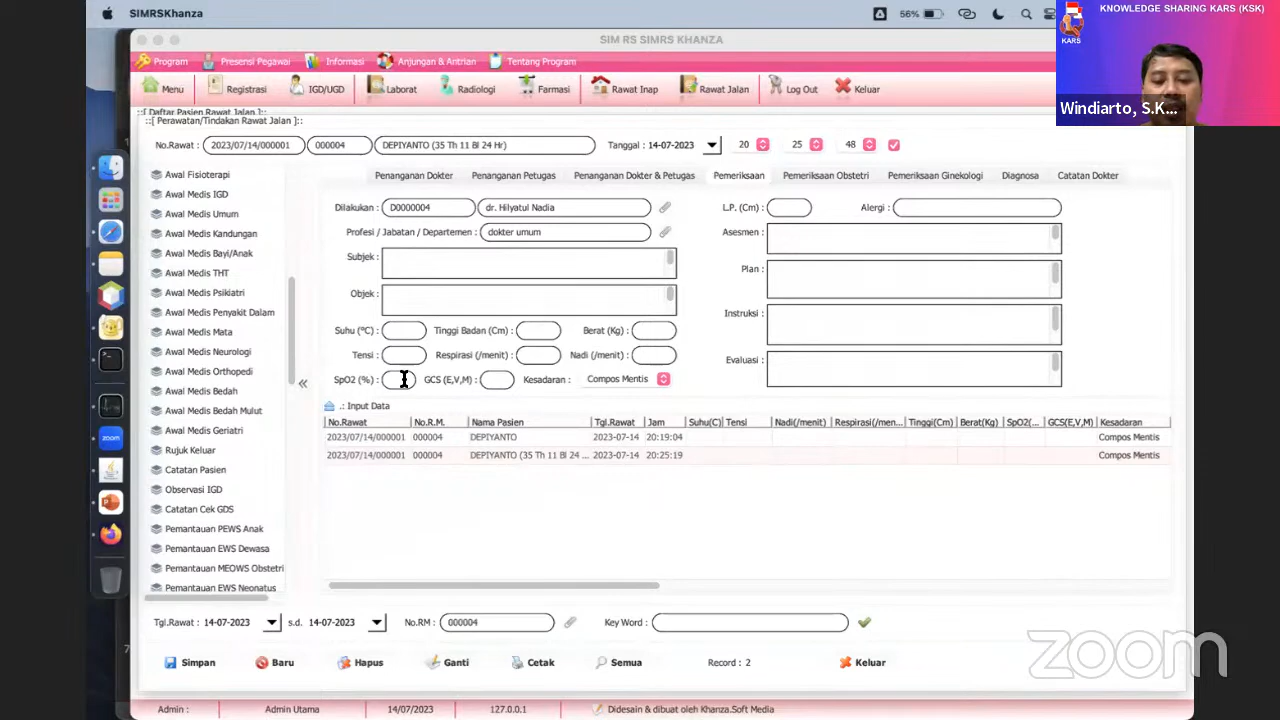 SIMRSKhanza
56%
KNOWLEDGE SHARING KARS (KSK)
KARS
Windiarto, S.K...
SIM RS SIMRS KHANZA
Program Presensi Pegawai Informasi Anjungan & Antrian Tentang Program
Menu Registrasi IGD/UGD Laborat Radiologi Farmasi Rawat Inap Rawat Jalan Log Out Keluar
::[ Daftar Pasien Rawat Jalan ]::
::[ Perawatan/Tindakan Rawat Jalan ]::
No.Rawat : 2023/07/14/000001 000004 DEPIYANTO (35 Th 11 Bl 24 Hr) Tanggal : 14-07-2023 20 25 48
Awal Fisioterapi
Awal Medis IGD
Awal Medis Umum
Awal Medis Kandungan
Awal Medis Bayi/Anak
Awal Medis THT
Awal Medis Psikiatri
Awal Medis Penyakit Dalam
Awal Medis Mata
Awal Medis Neurologi
Awal Medis Orthopedi
Awal Medis Bedah
Awal Medis Bedah Mulut
Awal Medis Geriatri
Rujuk Keluar
Catatan Pasien
Observasi IGD
Catatan Cek GDS
Pemantauan PEWS Anak
Pemantauan EWS Dewasa
Pemantauan MEOWS Obstetri
Pemantauan EWS Neonatus
Penanganan Dokter Penanganan Petugas Penanganan Dokter & Petugas Pemeriksaan Pemeriksaan Obstetri Pemeriksaan Ginekologi Diagnosa Catatan Dokter
Dilakukan : D0000004 dr. Hilyatul Nadia L.P. (Cm) : Alergi :
Profesi / Jabatan / Departemen : dokter umum Asesmen :
Subjek : Plan :
Objek : Instruksi :
Suhu (°C) : Tinggi Badan (Cm) : Berat (Kg) :
Tensi : Respirasi (/menit) : Nadi (/menit) : Evaluasi :
SpO2 (%) : GCS (E,V,M) : Kesadaran : Compos Mentis
.: Input Data
No.Rawat No.R.M. Nama Pasien Tgl.Rawat Jam Suhu(C) Tensi Nadi(/menit) Respirasi(/men... Tinggi(Cm) Berat(Kg) SpO2(... GCS(E,V,M) Kesadaran
2023/07/14/000001 000004 DEPIYANTO 2023-07-14 20:19:04 Compos Mentis
2023/07/14/000001 000004 DEPIYANTO (35 Th 11 Bl 24 ... 2023-07-14 20:25:19 Compos Mentis
Tgl.Rawat : 14-07-2023 s.d. 14-07-2023 No.RM : 000004 Key Word :
Simpan Baru Hapus Ganti Cetak Semua Record : 2 Keluar
Admin : Admin Utama 14/07/2023 127.0.0.1 Didesain & dibuat oleh Khanza.Soft Media
zoom
zoom